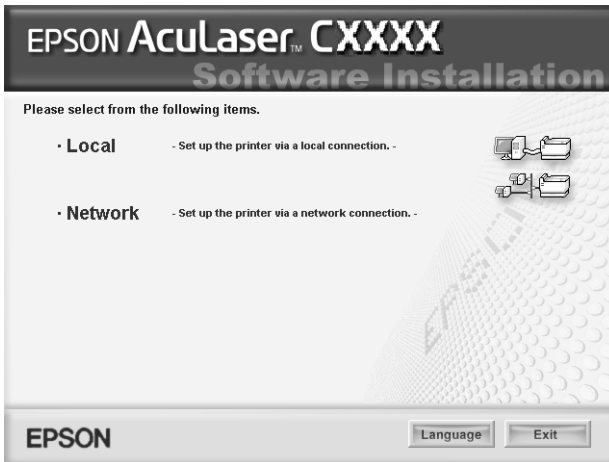 EPSON AcuLaser™ CXXXX
Software Installation
Please select from the following items.
· Local - Set up the printer via a local connection. -
· Network - Set up the printer via a network connection. -
EPSON
EPSON
Language Exit